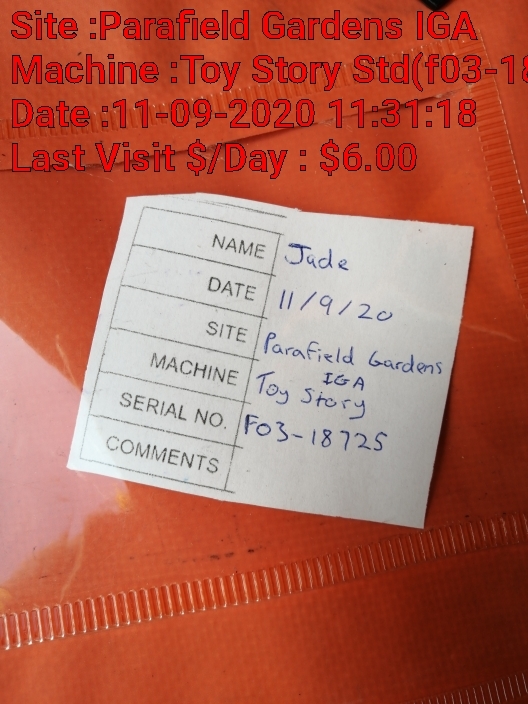 Site :Parafield Gardens IGA
Machine :Toy Story Std(f03-18
Date :11-09-2020 11:31:18
Last Visit $/Day : $6.00
NAME Jade
DATE 11/9/20
SITE Parafield Gardens
IGA
MACHINE Toy Story
SERIAL NO. F03-18725
COMMENTS